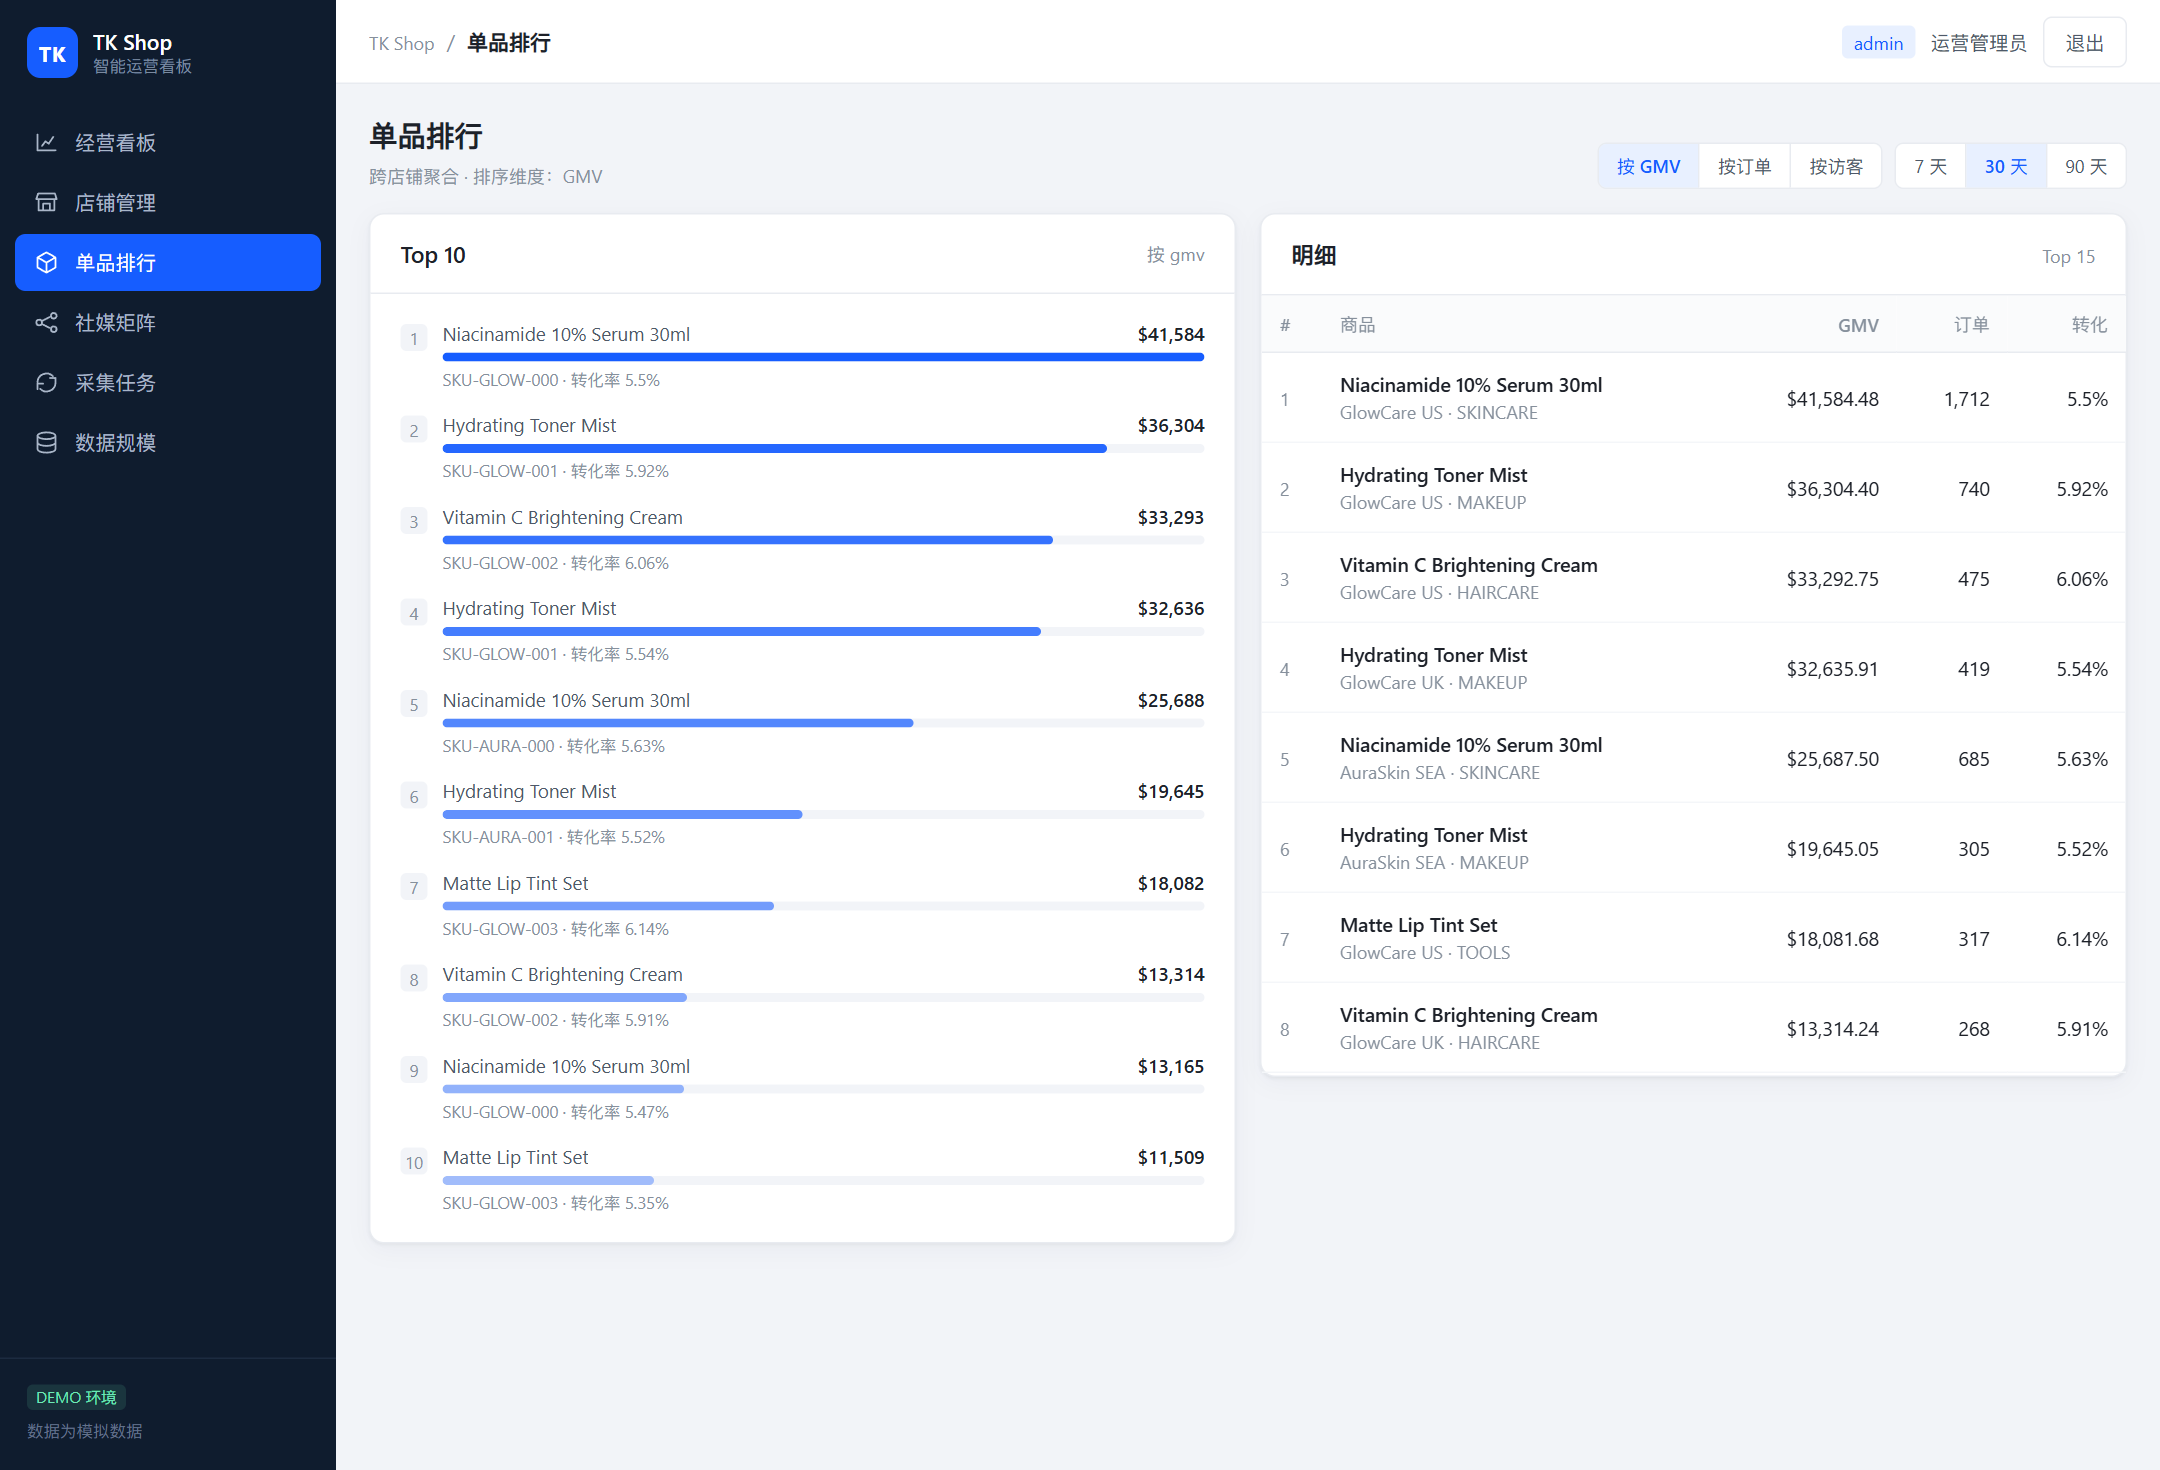 TK
TK Shop
智能运营看板
经营看板
店铺管理
单品排行
社媒矩阵
采集任务
数据规模
DEMO 环境
数据为模拟数据
TK Shop / 单品排行
admin 运营管理员 退出
单品排行
跨店铺聚合 · 排序维度：GMV
按 GMV 按订单 按访客 7 天 30 天 90 天
Top 10 按 gmv
1 Niacinamide 10% Serum 30ml $41,584
SKU-GLOW-000 · 转化率 5.5%
2 Hydrating Toner Mist $36,304
SKU-GLOW-001 · 转化率 5.92%
3 Vitamin C Brightening Cream $33,293
SKU-GLOW-002 · 转化率 6.06%
4 Hydrating Toner Mist $32,636
SKU-GLOW-001 · 转化率 5.54%
5 Niacinamide 10% Serum 30ml $25,688
SKU-AURA-000 · 转化率 5.63%
6 Hydrating Toner Mist $19,645
SKU-AURA-001 · 转化率 5.52%
7 Matte Lip Tint Set $18,082
SKU-GLOW-003 · 转化率 6.14%
8 Vitamin C Brightening Cream $13,314
SKU-GLOW-002 · 转化率 5.91%
9 Niacinamide 10% Serum 30ml $13,165
SKU-GLOW-000 · 转化率 5.47%
10 Matte Lip Tint Set $11,509
SKU-GLOW-003 · 转化率 5.35%
明细 Top 15
# 商品 GMV 订单 转化
1 Niacinamide 10% Serum 30ml $41,584.48 1,712 5.5%
GlowCare US · SKINCARE
2 Hydrating Toner Mist $36,304.40 740 5.92%
GlowCare US · MAKEUP
3 Vitamin C Brightening Cream $33,292.75 475 6.06%
GlowCare US · HAIRCARE
4 Hydrating Toner Mist $32,635.91 419 5.54%
GlowCare UK · MAKEUP
5 Niacinamide 10% Serum 30ml $25,687.50 685 5.63%
AuraSkin SEA · SKINCARE
6 Hydrating Toner Mist $19,645.05 305 5.52%
AuraSkin SEA · MAKEUP
7 Matte Lip Tint Set $18,081.68 317 6.14%
GlowCare US · TOOLS
8 Vitamin C Brightening Cream $13,314.24 268 5.91%
GlowCare UK · HAIRCARE